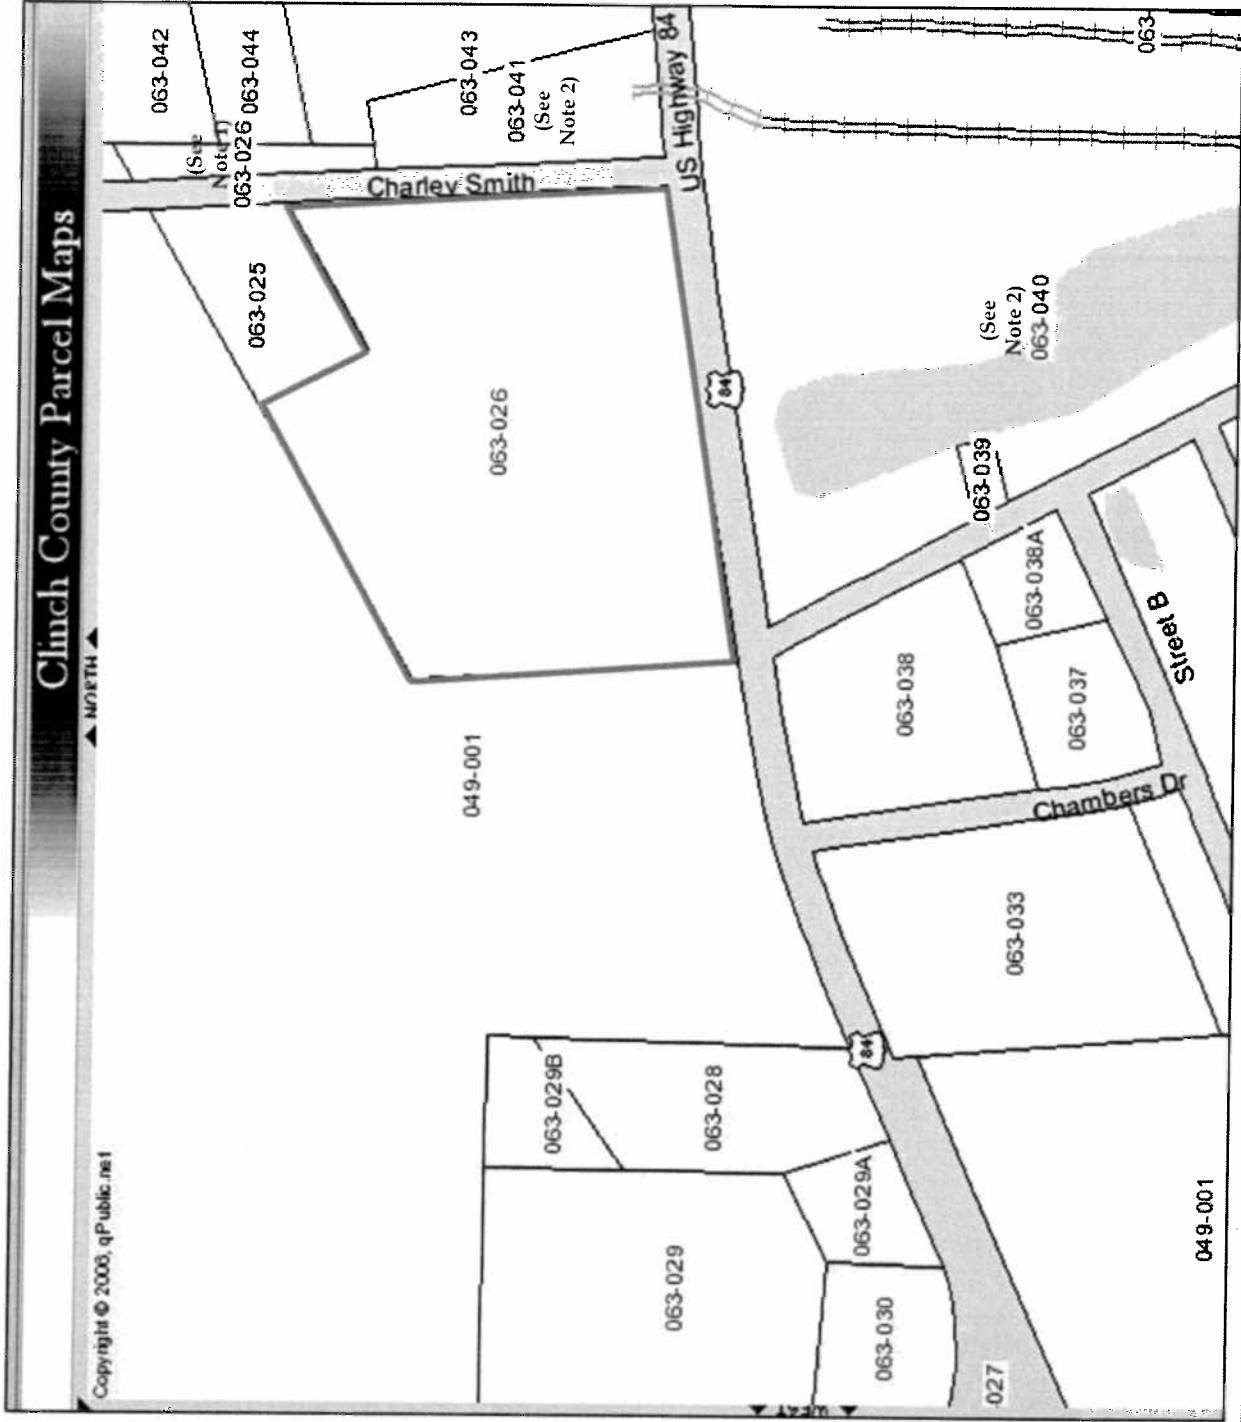 Clinch County Parcel Maps
▲ NORTH ▲
Copyright © 2006, qPublic.net
063-042
(See
Note 1)
063-026
063-044
063-043
063-041
(See
Note 2)
US Highway 84
063-
Charley Smith
063-025
063-026
84
(See
Note 2)
063-040
063-039
063-038A
063-038
063-037
Street B
Chambers Dr
049-001
063-033
84
063-029B
063-028
063-029A
063-029
063-030
-027
049-001
WEST